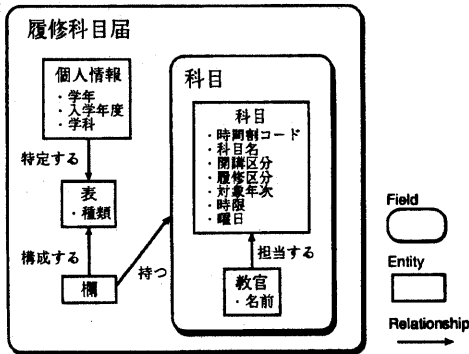 履修科目届
個人情報
・学年
・入学年度
・学科
特定する
表
・種類
構成する
欄
持つ
科目
科目
・時間割コード
・科目名
・開講区分
・履修区分
・対象年次
・時限
・曜日
担当する
教官
・名前
Field
Entity
Relationship